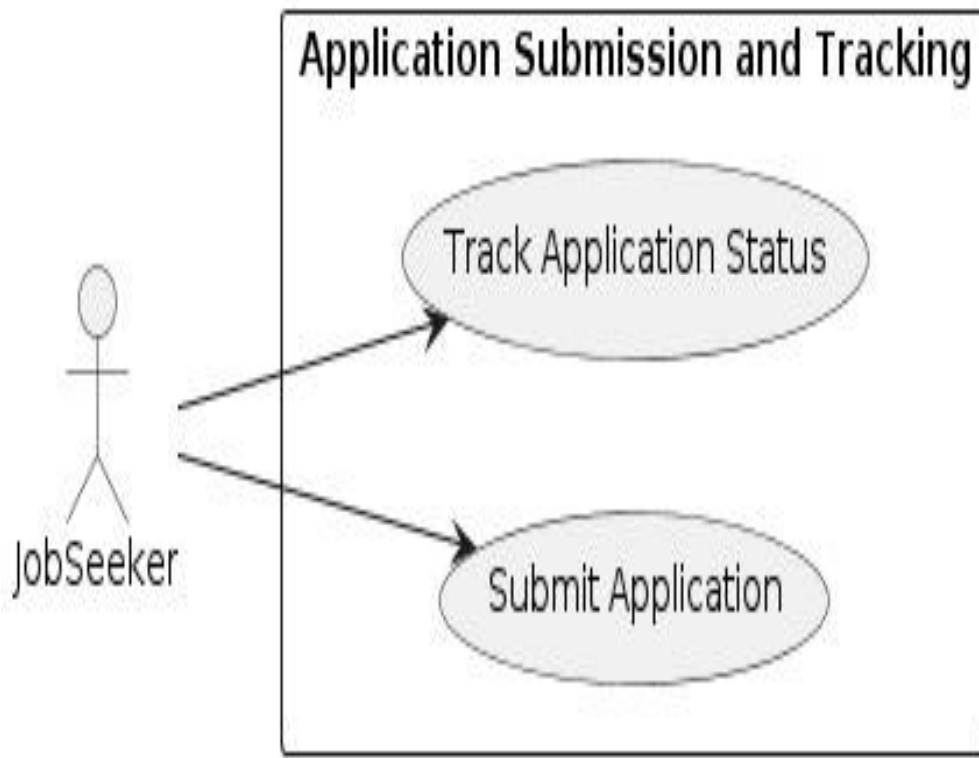 Application Submission and Tracking
Track Application Status
JobSeeker
Submit Application